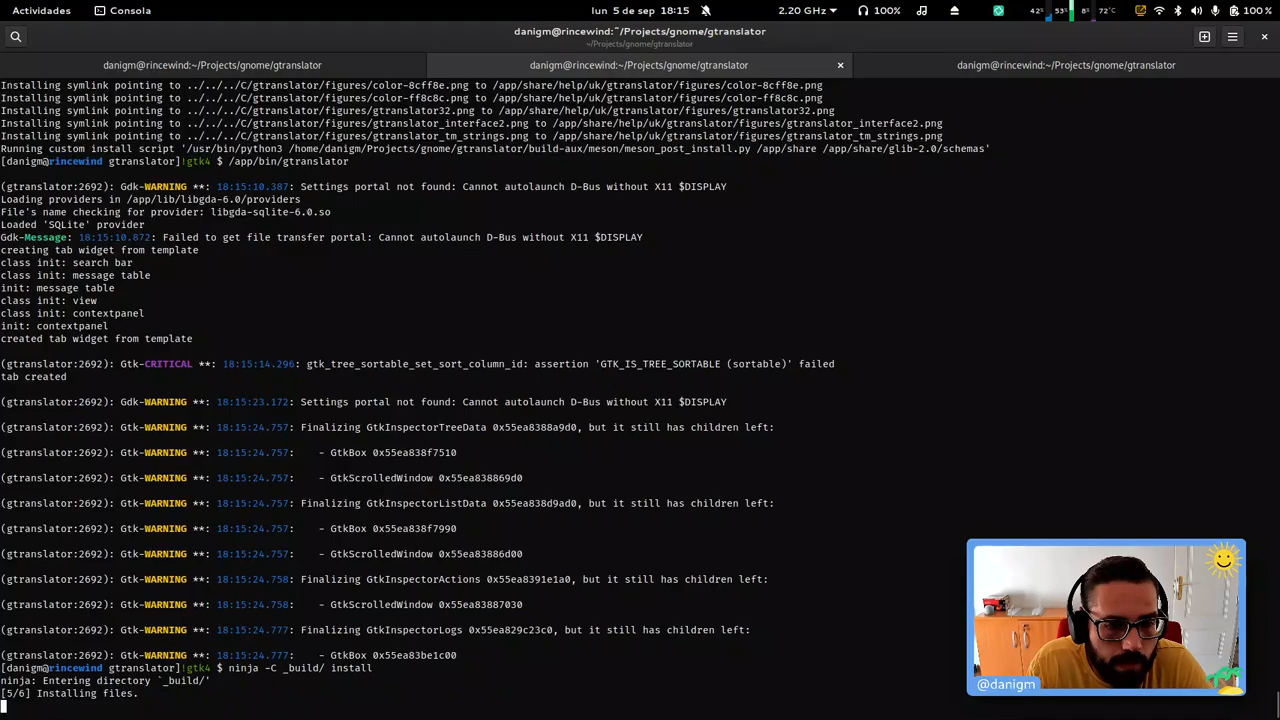 Actividades
Consola
lun 5 de sep 18:15
2.20 GHz
100%
42%
53%
8%
72°C
100 %
danigm@rincewind:~/Projects/gnome/gtranslator
~/Projects/gnome/gtranslator
danigm@rincewind:~/Projects/gnome/gtranslator
danigm@rincewind:~/Projects/gnome/gtranslator
danigm@rincewind:~/Projects/gnome/gtranslator
Installing symlink pointing to ../../../C/gtranslator/figures/color-8cff8e.png to /app/share/help/uk/gtranslator/figures/color-8cff8e.png
Installing symlink pointing to ../../../C/gtranslator/figures/color-ff8c8c.png to /app/share/help/uk/gtranslator/figures/color-ff8c8c.png
Installing symlink pointing to ../../../C/gtranslator/figures/gtranslator32.png to /app/share/help/uk/gtranslator/figures/gtranslator32.png
Installing symlink pointing to ../../../C/gtranslator/figures/gtranslator_interface2.png to /app/share/help/uk/gtranslator/figures/gtranslator_interface2.png
Installing symlink pointing to ../../../C/gtranslator/figures/gtranslator_tm_strings.png to /app/share/help/uk/gtranslator/figures/gtranslator_tm_strings.png
Running custom install script '/usr/bin/python3 /home/danigm/Projects/gnome/gtranslator/build-aux/meson/meson_post_install.py /app/share /app/share/glib-2.0/schemas'
[danigm@rincewind gtranslator]!gtk4 $ /app/bin/gtranslator
(gtranslator:2692): Gdk-WARNING **: 18:15:10.387: Settings portal not found: Cannot autolaunch D-Bus without X11 $DISPLAY
Loading providers in /app/lib/libgda-6.0/providers
File's name checking for provider: libgda-sqlite-6.0.so
Loaded 'SQLite' provider
Gdk-Message: 18:15:10.872: Failed to get file transfer portal: Cannot autolaunch D-Bus without X11 $DISPLAY
creating tab widget from template
class init: search bar
class init: message table
init: message table
class init: view
class init: contextpanel
init: contextpanel
created tab widget from template
(gtranslator:2692): Gtk-CRITICAL **: 18:15:14.296: gtk_tree_sortable_set_sort_column_id: assertion 'GTK_IS_TREE_SORTABLE (sortable)' failed
tab created
(gtranslator:2692): Gdk-WARNING **: 18:15:23.172: Settings portal not found: Cannot autolaunch D-Bus without X11 $DISPLAY
(gtranslator:2692): Gtk-WARNING **: 18:15:24.757: Finalizing GtkInspectorTreeData 0x55ea8388a9d0, but it still has children left:
(gtranslator:2692): Gtk-WARNING **: 18:15:24.757:    - GtkBox 0x55ea838f7510
(gtranslator:2692): Gtk-WARNING **: 18:15:24.757:    - GtkScrolledWindow 0x55ea838869d0
(gtranslator:2692): Gtk-WARNING **: 18:15:24.757: Finalizing GtkInspectorListData 0x55ea838d9ad0, but it still has children left:
(gtranslator:2692): Gtk-WARNING **: 18:15:24.757:    - GtkBox 0x55ea838f7990
(gtranslator:2692): Gtk-WARNING **: 18:15:24.757:    - GtkScrolledWindow 0x55ea83886d00
(gtranslator:2692): Gtk-WARNING **: 18:15:24.758: Finalizing GtkInspectorActions 0x55ea8391e1a0, but it still has children left:
(gtranslator:2692): Gtk-WARNING **: 18:15:24.758:    - GtkScrolledWindow 0x55ea83887030
(gtranslator:2692): Gtk-WARNING **: 18:15:24.777: Finalizing GtkInspectorLogs 0x55ea829c23c0, but it still has children left:
(gtranslator:2692): Gtk-WARNING **: 18:15:24.777:    - GtkBox 0x55ea83be1c00
[danigm@rincewind gtranslator]!gtk4 $ ninja -C _build/ install
ninja: Entering directory `_build/'
[5/6] Installing files.
@danigm